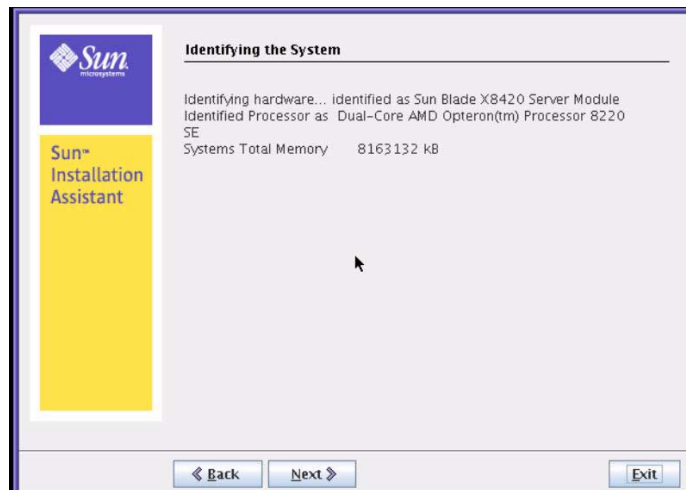 Sun
microsystems
Sun™
Installation
Assistant
Identifying the System
Identifying hardware... identified as Sun Blade X8420 Server Module
Identified Processor as Dual-Core AMD Opteron(tm) Processor 8220
SE
Systems Total Memory 8163132 kB
Back
Next
Exit